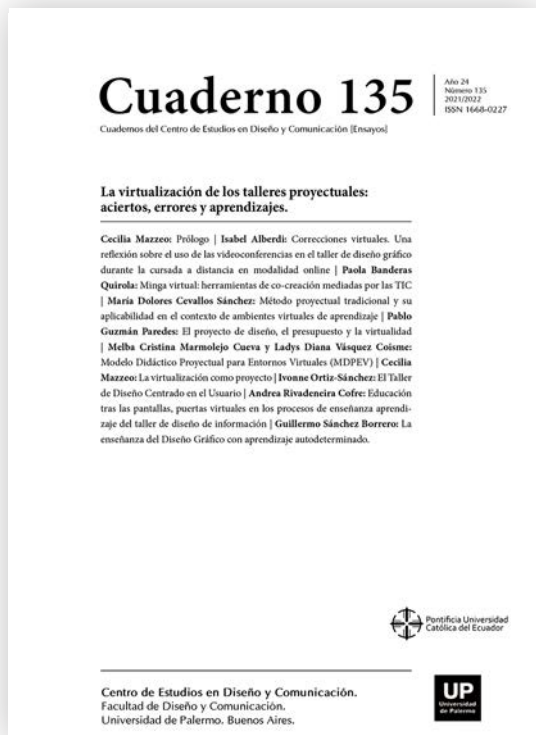 Cuaderno 135
Año 24
Número 135
2021/2022
ISSN 1668-0227
Cuadernos del Centro de Estudios en Diseño y Comunicación [Ensayos]
La virtualización de los talleres proyectuales:
aciertos, errores y aprendizajes.
Cecilia Mazzeo: Prólogo | Isabel Alberdi: Correcciones virtuales. Una
reflexión sobre el uso de las videoconferencias en el taller de diseño gráfico
durante la cursada a distancia en modalidad online | Paola Banderas
Quirola: Minga virtual: herramientas de co-creación mediadas por las TIC
| María Dolores Cevallos Sánchez: Método proyectual tradicional y su
aplicabilidad en el contexto de ambientes virtuales de aprendizaje | Pablo
Guzmán Paredes: El proyecto de diseño, el presupuesto y la virtualidad
| Melba Cristina Marmolejo Cueva y Ladys Diana Vásquez Coisme:
Modelo Didáctico Proyectual para Entornos Virtuales (MDPEV) | Cecilia
Mazzeo: La virtualización como proyecto | Ivonne Ortiz-Sánchez: El Taller
de Diseño Centrado en el Usuario | Andrea Rivadeneira Cofre: Educación
tras las pantallas, puertas virtuales en los procesos de enseñanza aprendi-
zaje del taller de diseño de información | Guillermo Sánchez Borrero: La
enseñanza del Diseño Gráfico con aprendizaje autodeterminado.
Pontificia Universidad
Católica del Ecuador
Centro de Estudios en Diseño y Comunicación.
Facultad de Diseño y Comunicación.
Universidad de Palermo. Buenos Aires.
UP
Universidad
de Palermo